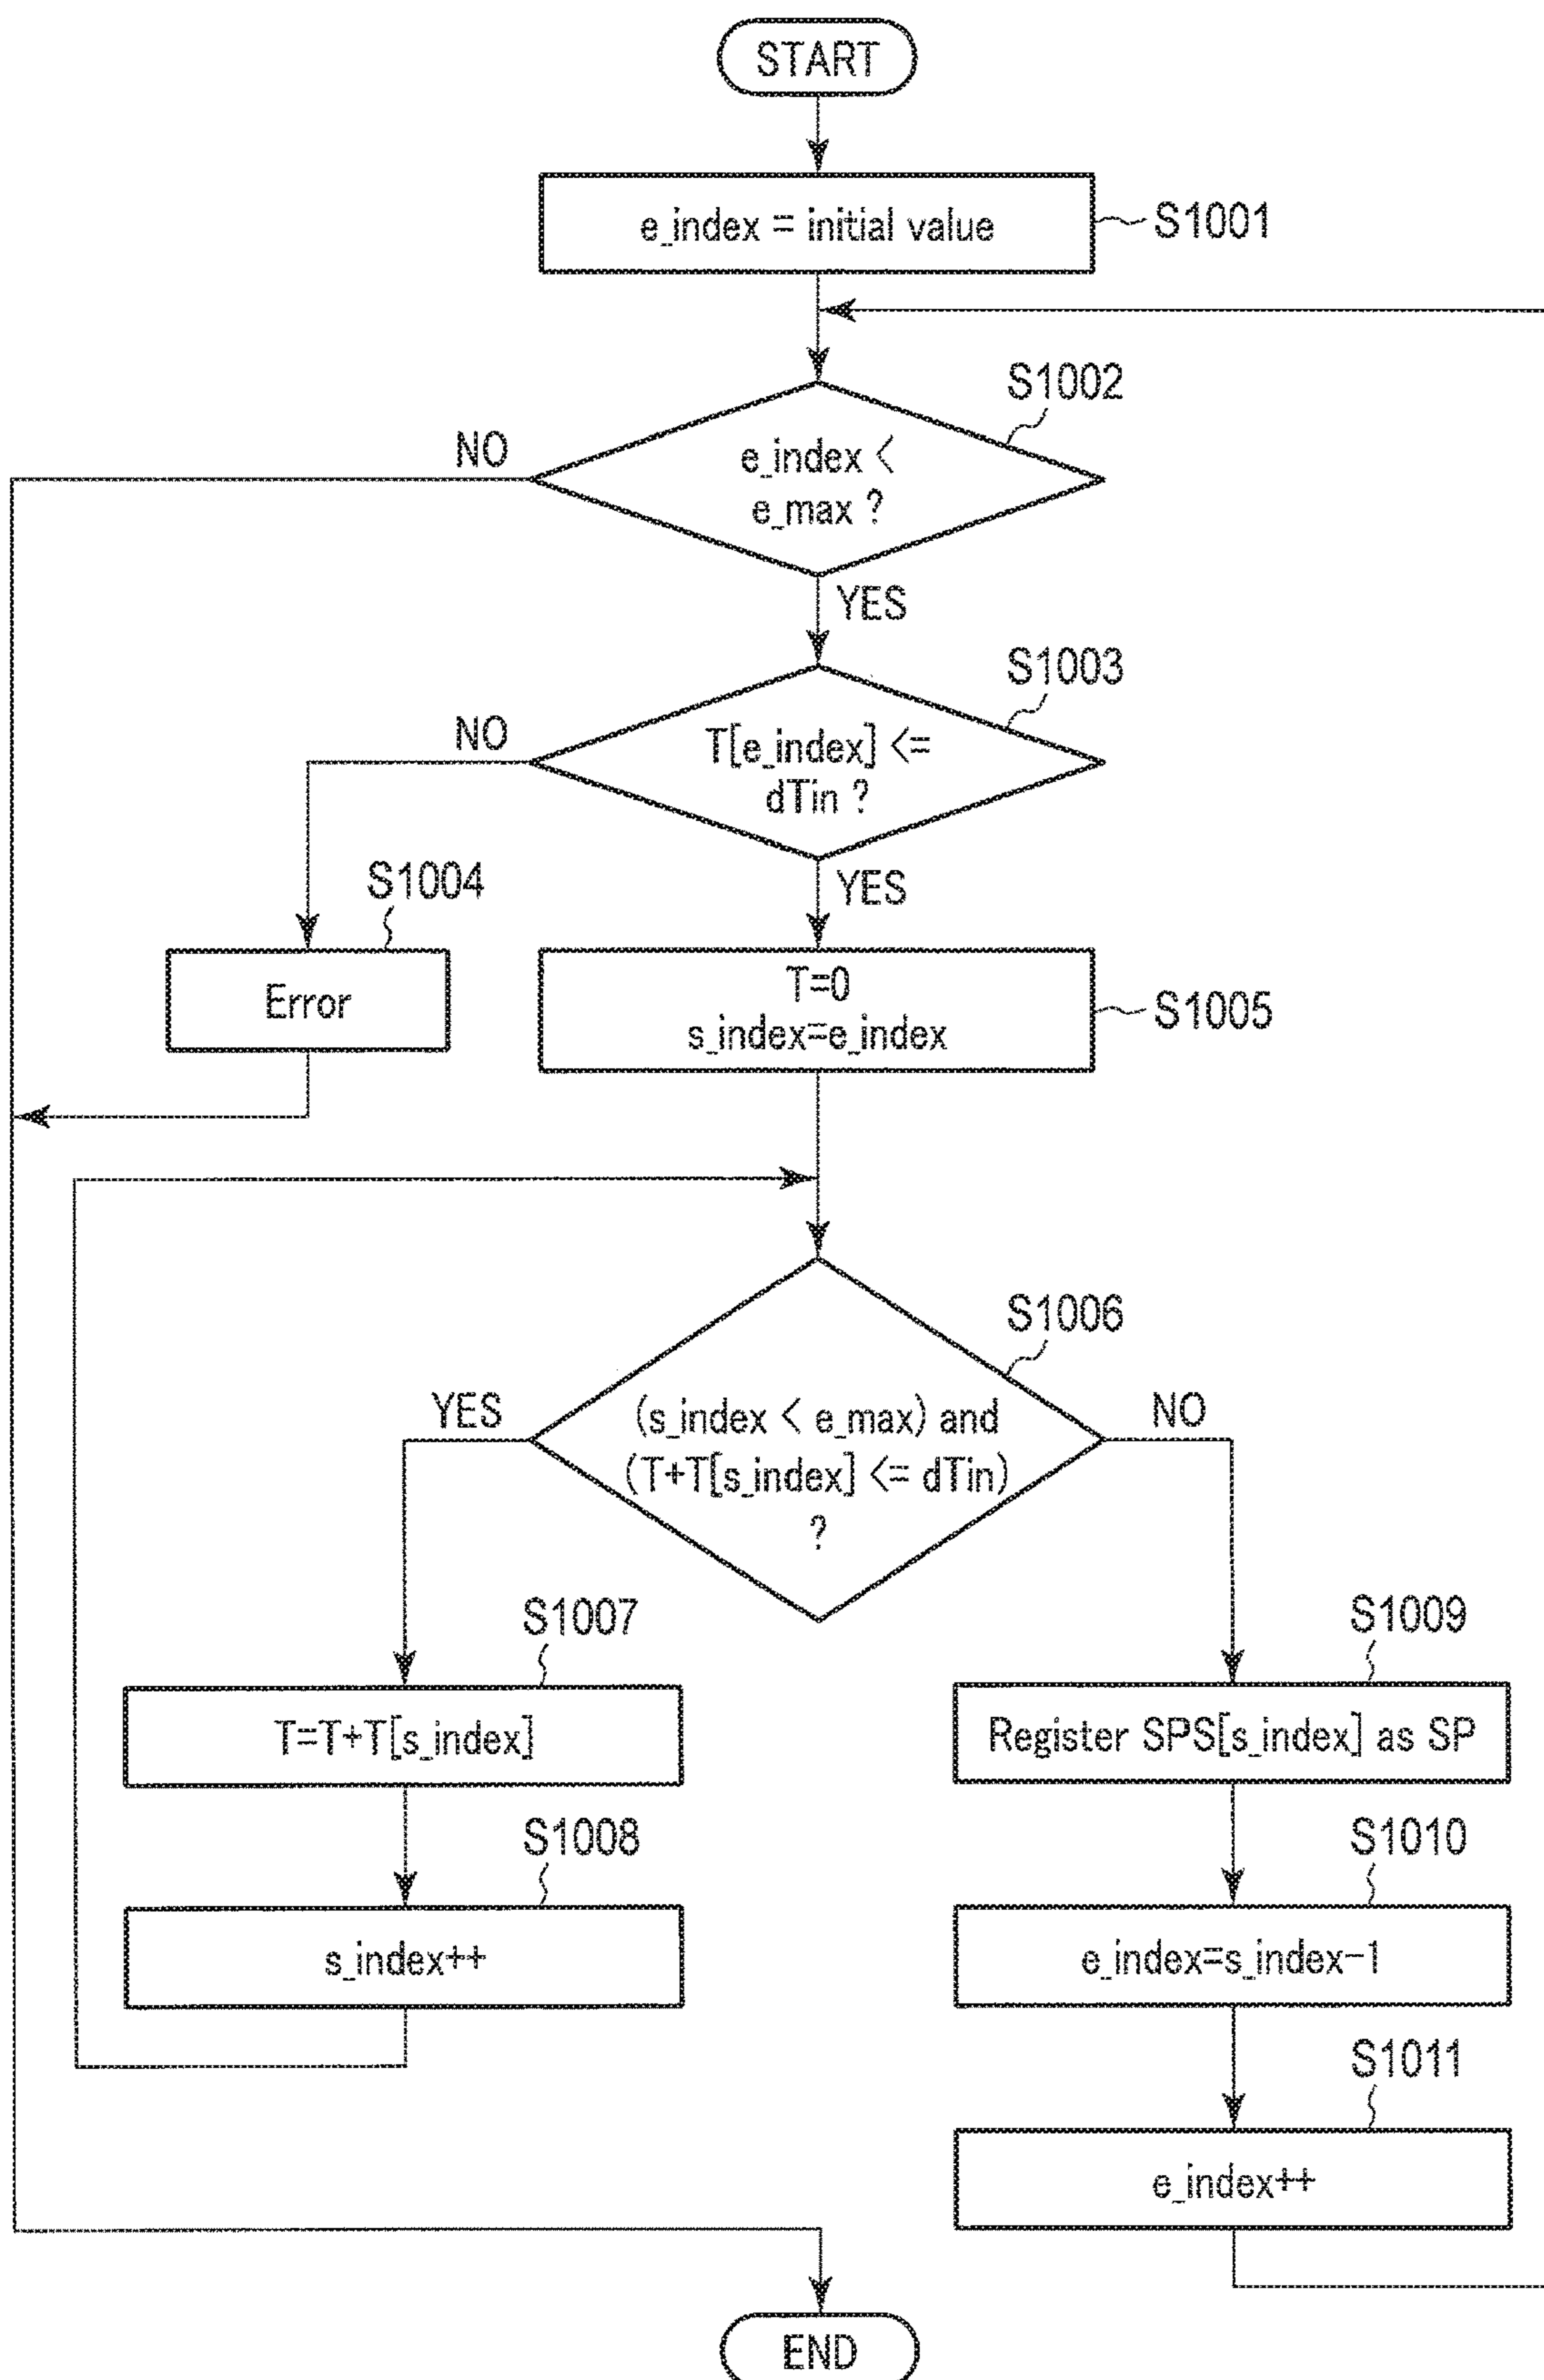 START
e_index = initial value
S1001
S1002
NO
e_index <
e_max ?
YES
S1003
NO
T[e_index] <=
dTin ?
YES
S1004
Error
T=0
s_index=e_index
S1005
S1006
YES
(s_index < e_max) and
(T+T[s_index] <= dTin)
?
NO
S1007
T=T+T[s_index]
S1009
Register SPS[s_index] as SP
S1008
s_index++
S1010
e_index=s_index-1
S1011
e_index++
END